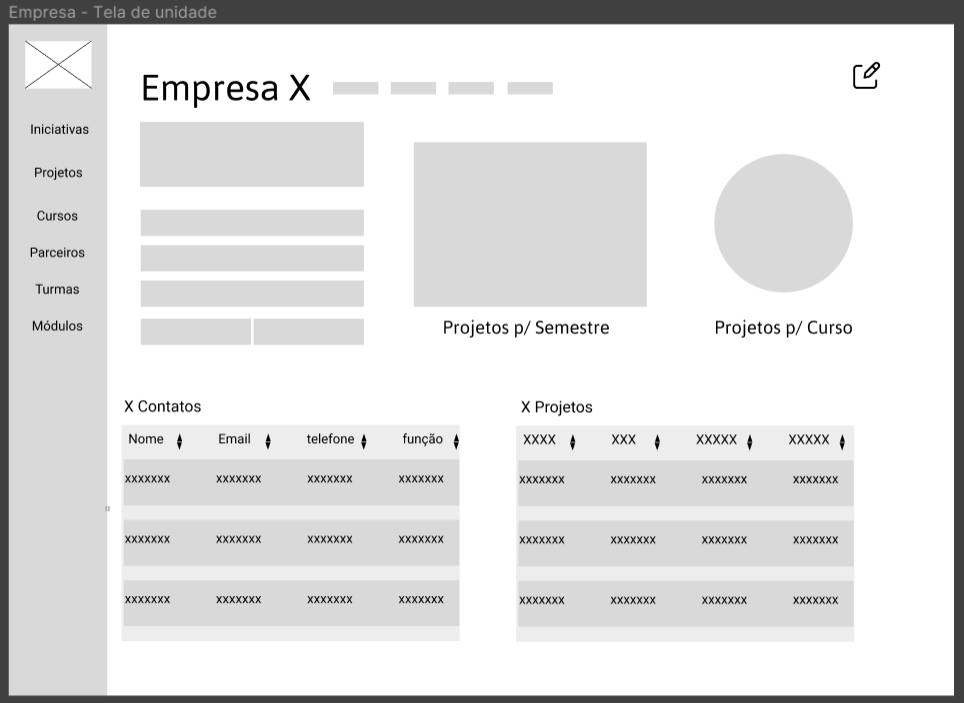 Empresa - Tela de unidade
Iniciativas
Projetos
Cursos
Parceiros
Turmas
Módulos
Empresa X
Projetos p/ Semestre
Projetos p/ Curso
X Contatos
Nome Email telefone função
xxxxxxx xxxxxxx xxxxxxx xxxxxxx
xxxxxxx xxxxxxx xxxxxxx xxxxxxx
xxxxxxx xxxxxxx xxxxxxx xxxxxxx
X Projetos
XXXX XXX XXXXX XXXXX
xxxxxxx xxxxxxx xxxxxxx xxxxxxx
xxxxxxx xxxxxxx xxxxxxx xxxxxxx
xxxxxxx xxxxxxx xxxxxxx xxxxxxx